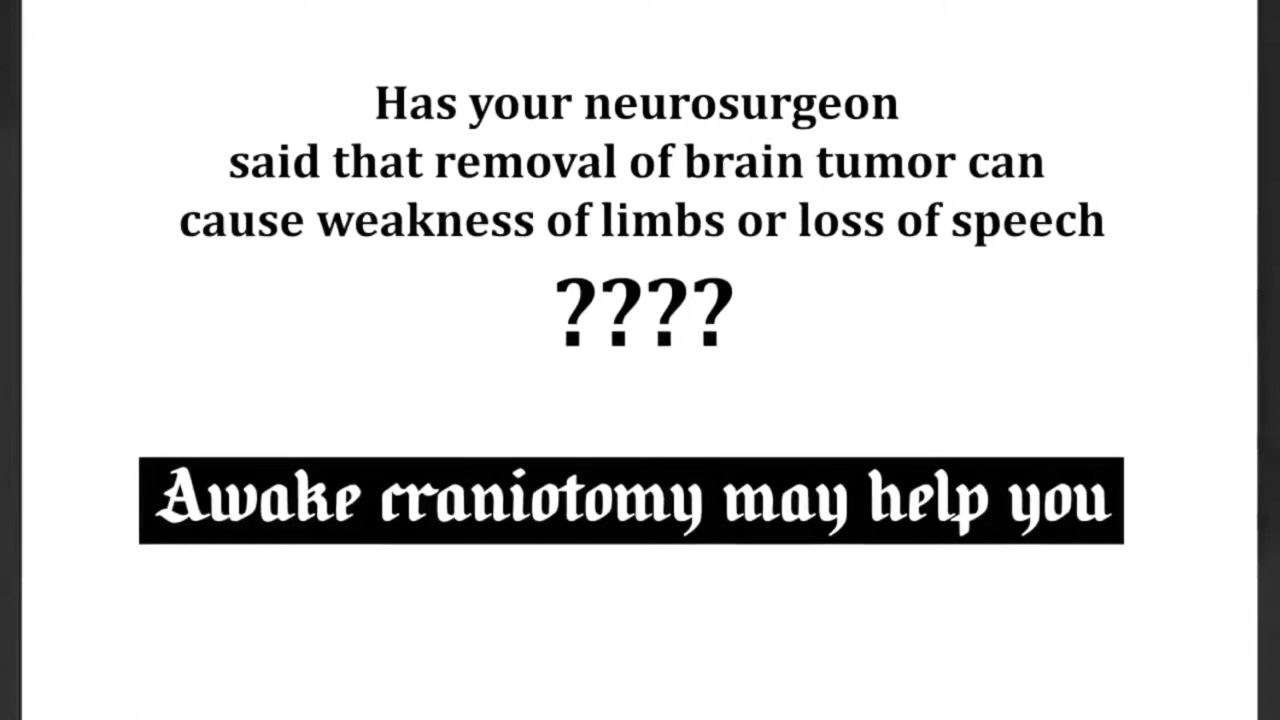 Has your neurosurgeon
said that removal of brain tumor can
cause weakness of limbs or loss of speech
????
Awake craniotomy may help you